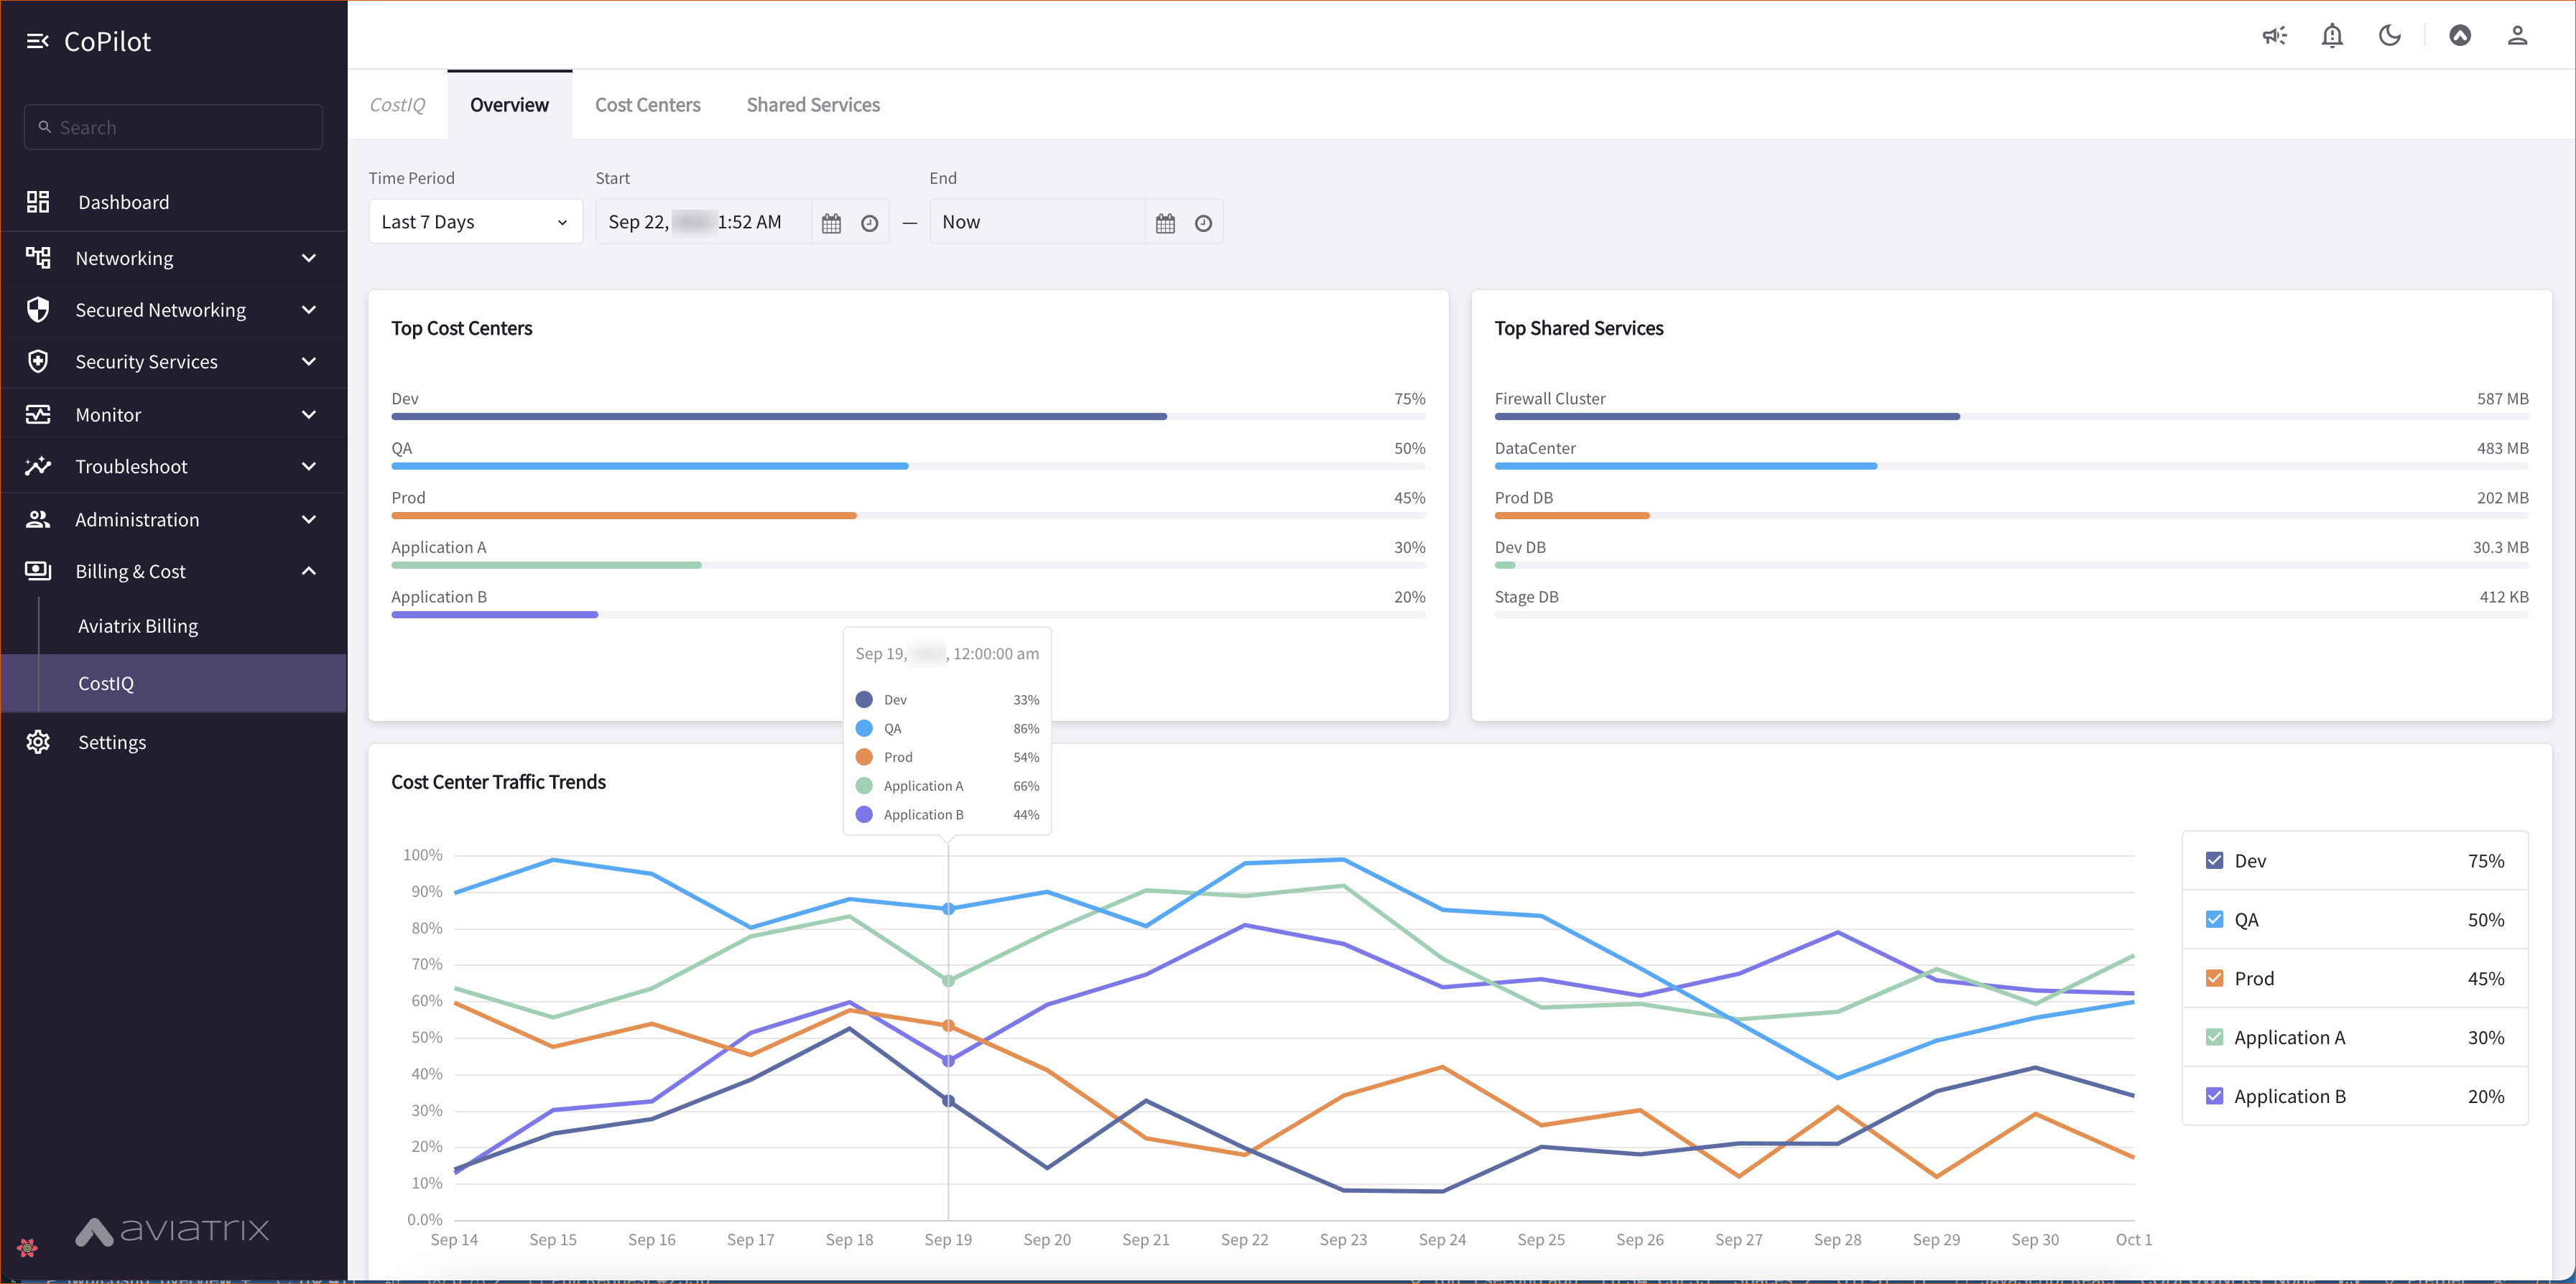 CoPilot
Search
Dashboard
Networking
Secured Networking
Security Services
Monitor
Troubleshoot
Administration
Billing & Cost
Aviatrix Billing
CostIQ
Settings
aviatrix
CostIQ Overview Cost Centers Shared Services
Time Period Start End
Last 7 Days Sep 22, 1:52 AM — Now
Top Cost Centers
Dev 75%
QA 50%
Prod 45%
Application A 30%
Application B 20%
Top Shared Services
Firewall Cluster 587 MB
DataCenter 483 MB
Prod DB 202 MB
Dev DB 30.3 MB
Stage DB 412 KB
Sep 19, , 12:00:00 am
Dev 33%
QA 86%
Prod 54%
Application A 66%
Application B 44%
Cost Center Traffic Trends
100%
90%
80%
70%
60%
50%
40%
30%
20%
10%
0.0%
Sep 14 Sep 15 Sep 16 Sep 17 Sep 18 Sep 19 Sep 20 Sep 21 Sep 22 Sep 23 Sep 24 Sep 25 Sep 26 Sep 27 Sep 28 Sep 29 Sep 30 Oct 1
Dev 75%
QA 50%
Prod 45%
Application A 30%
Application B 20%